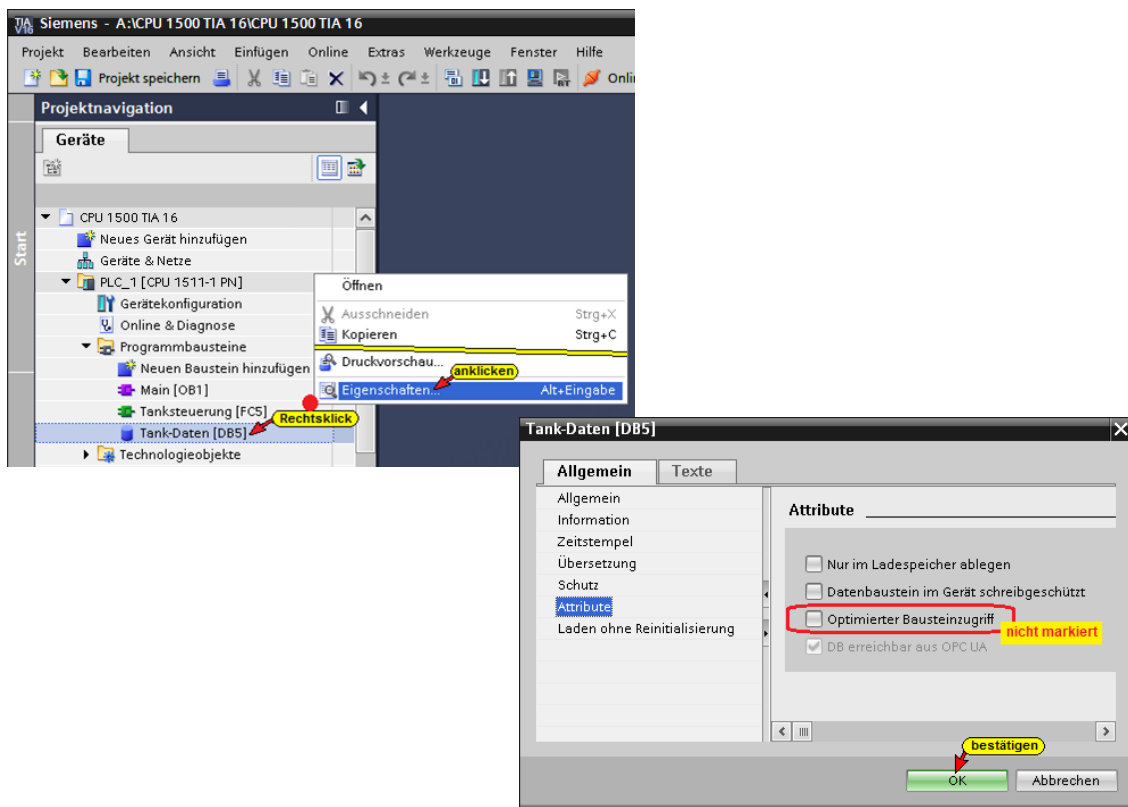 Siemens - A:\CPU 1500 TIA 16\CPU 1500 TIA 16
Projekt Bearbeiten Ansicht Einfügen Online Extras Werkzeuge Fenster Hilfe
Projekt speichern
Projektnavigation
Geräte
Start
CPU 1500 TIA 16
Neues Gerät hinzufügen
Geräte & Netze
PLC_1 [CPU 1511-1 PN]
Gerätekonfiguration
Online & Diagnose
Programmbausteine
Neuen Baustein hinzufügen
Main [OB1]
Tanksteuerung [FC5]
Tank-Daten [DB5]
Technologieobjekte
Rechtsklick
Öffnen
Ausschneiden Strg+X
Kopieren Strg+C
Druckvorschau...
anklicken
Eigenschaften... Alt+Eingabe
Tank-Daten [DB5]
Allgemein Texte
Allgemein
Information
Zeitstempel
Übersetzung
Schutz
Attribute
Laden ohne Reinitialisierung
Attribute
Nur im Ladespeicher ablegen
Datenbaustein im Gerät schreibgeschützt
Optimierter Bausteinzugriff
nicht markiert
DB erreichbar aus OPC UA
bestätigen
OK Abbrechen